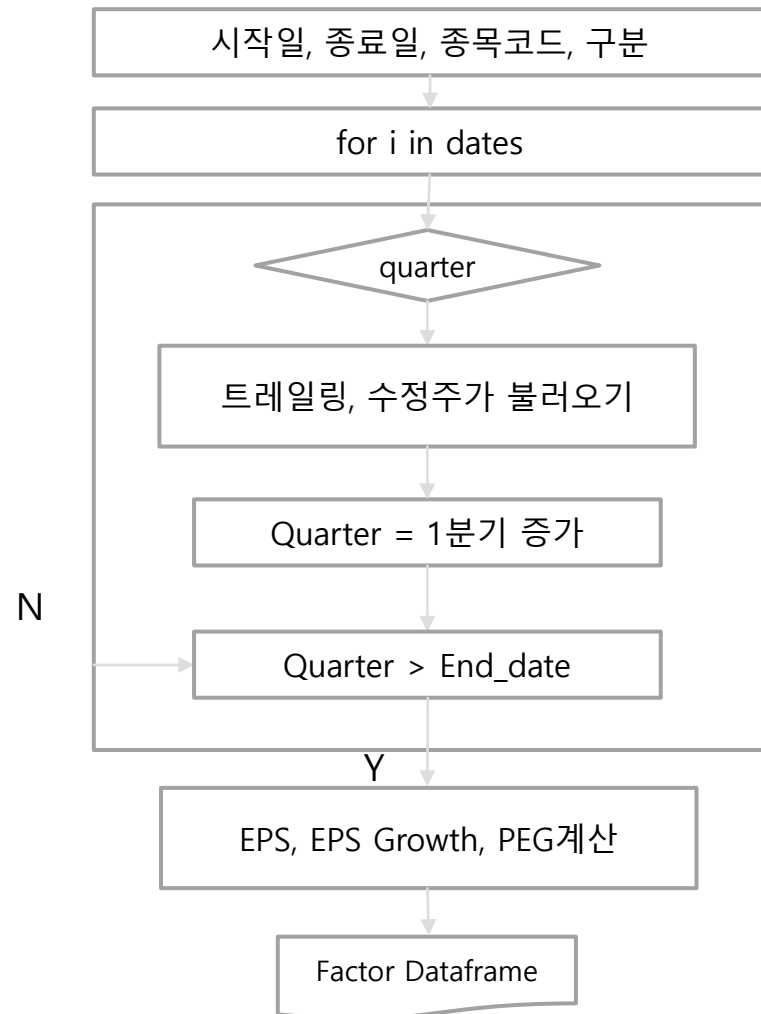 시작일, 종료일, 종목코드, 구분
for i in dates
quarter
트레일링, 수정주가 불러오기
Quarter = 1분기 증가
N
Quarter > End_date
Y
EPS, EPS Growth, PEG계산
Factor Dataframe